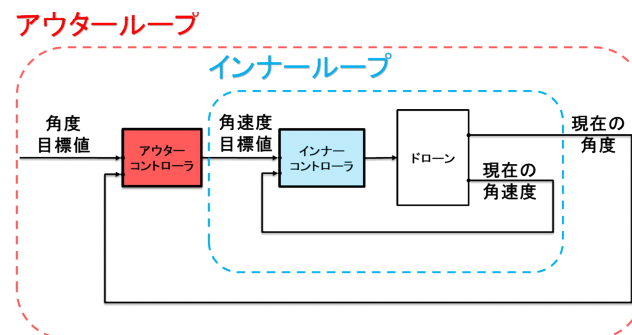 アウターループ
インナーループ
角度
目標値
アウター
コントローラ
角速度
目標値
インナー
コントローラ
ドローン
現在の
角度
現在の
角速度